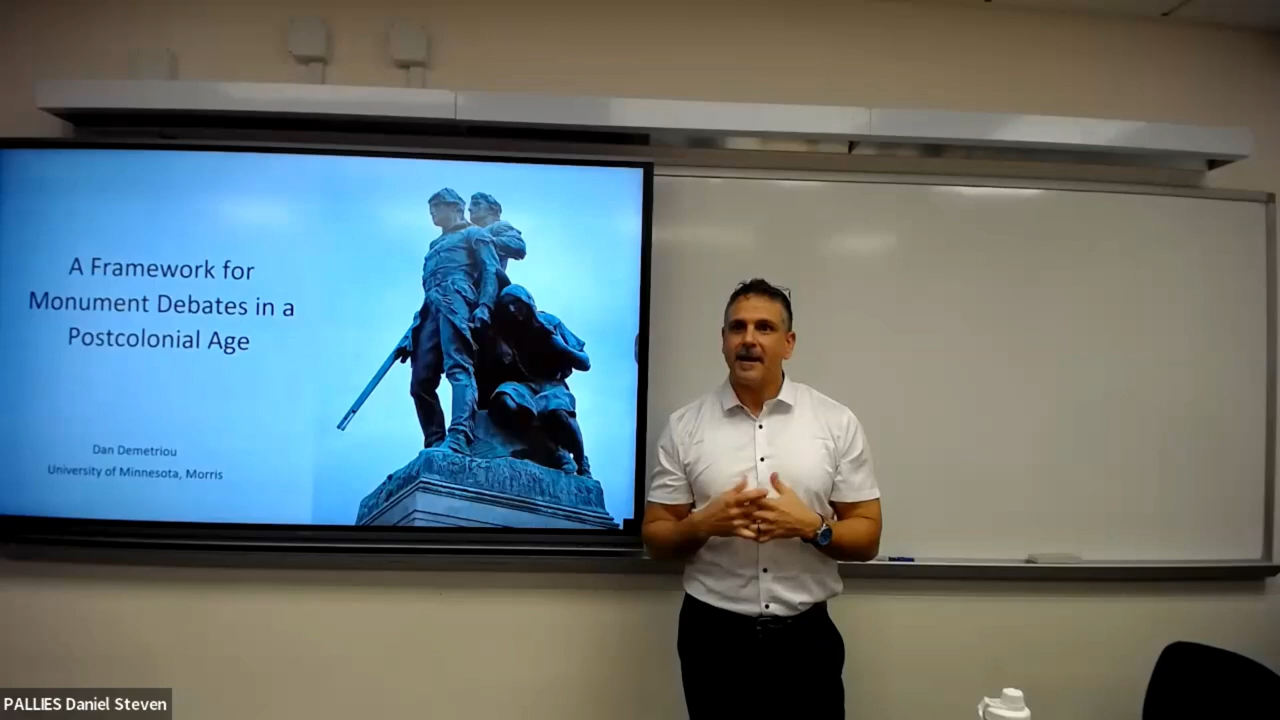 A Framework for
Monument Debates in a
Postcolonial Age
Dan Demetriou
University of Minnesota, Morris
PALLIES Daniel Steven